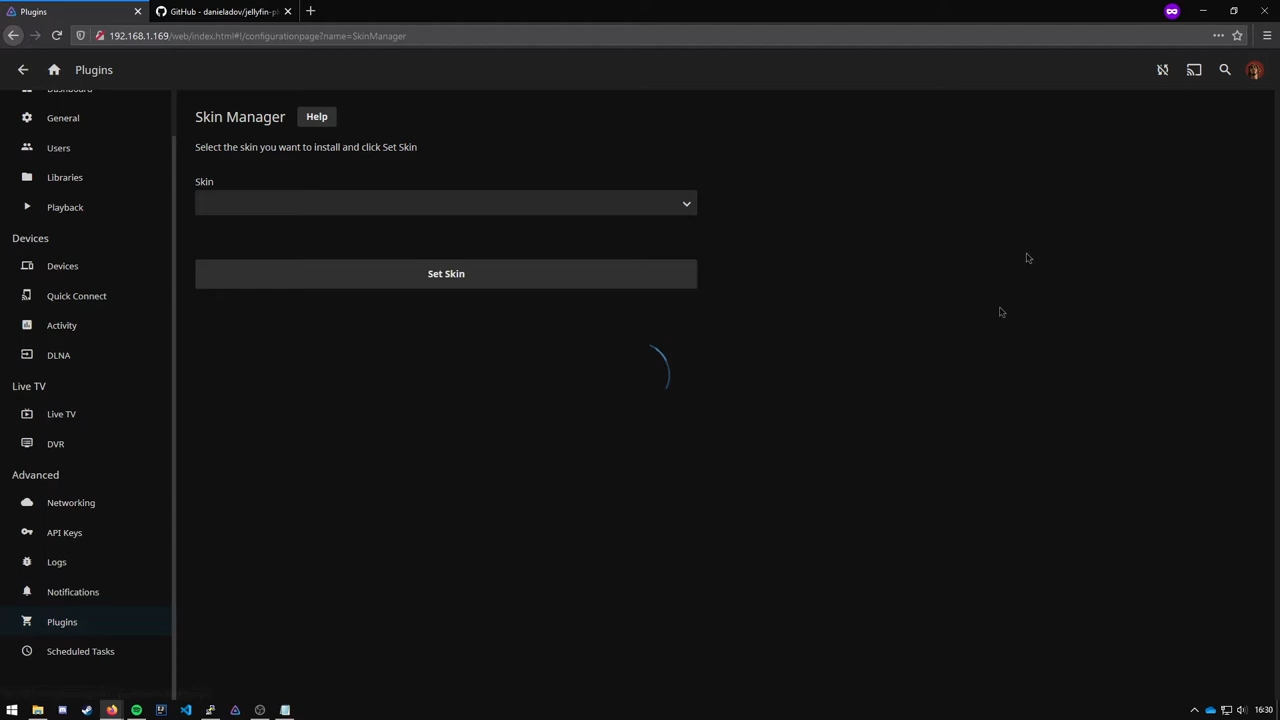 Plugins
GitHub - danieladov/jellyfin-pl
192.168.1.169/web/index.html#!/configurationpage?name=SkinManager
Plugins
Dashboard
General
Users
Libraries
Playback
Devices
Devices
Quick Connect
Activity
DLNA
Live TV
Live TV
DVR
Advanced
Networking
API Keys
Logs
Notifications
Plugins
Scheduled Tasks
Skin Manager
Help
Select the skin you want to install and click Set Skin
Skin
Set Skin
16:30